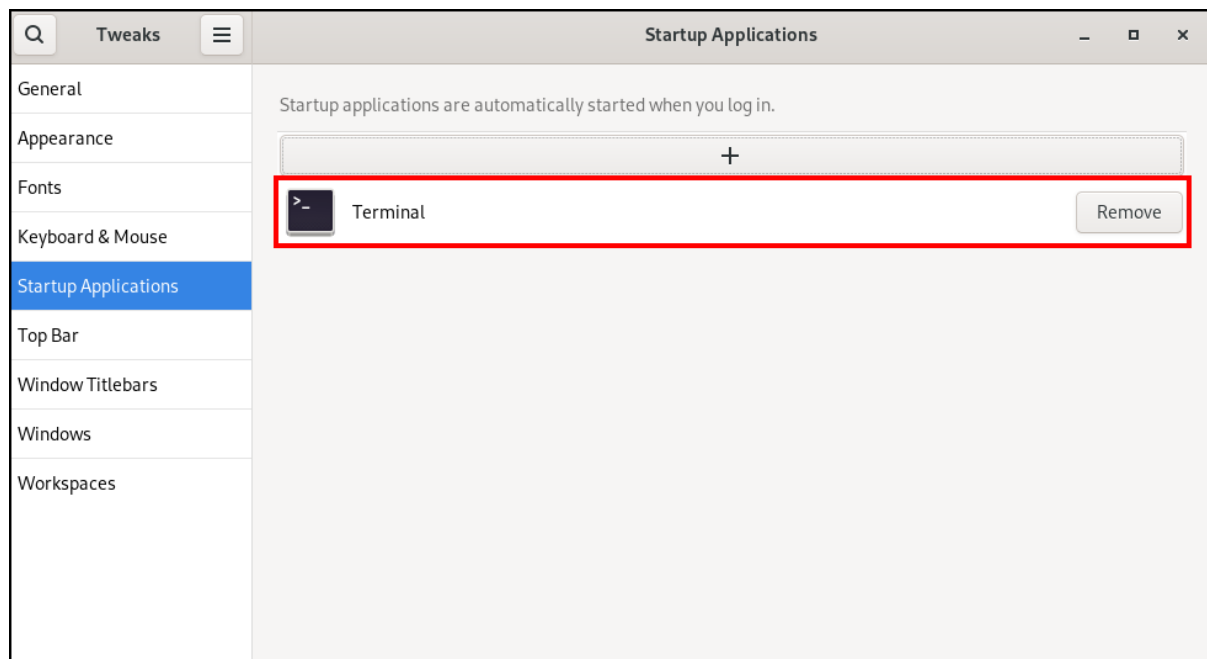 Tweaks
Startup Applications
General
Appearance
Fonts
Keyboard & Mouse
Startup Applications
Top Bar
Window Titlebars
Windows
Workspaces
Startup applications are automatically started when you log in.
+
>_
Terminal
Remove